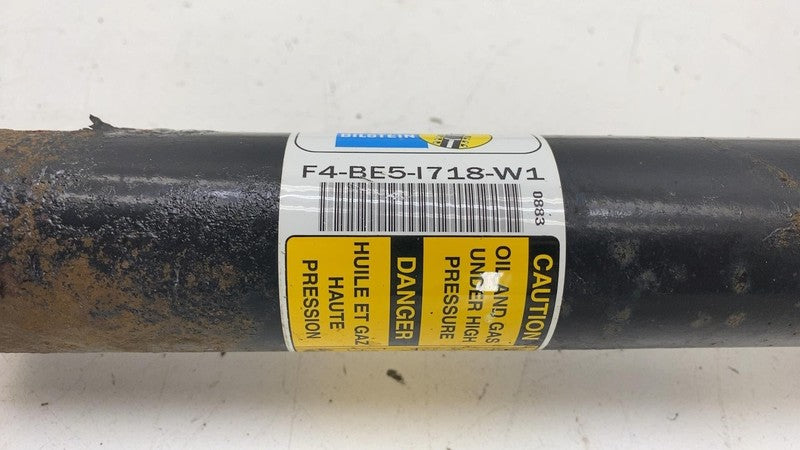 BILSTEIN
F4-BE5-I718-W1
0883
CAUTION
OIL AND GAS
UNDER HIGH
PRESSURE
DANGER
HUILE ET GAZ
HAUTE
PRESSION